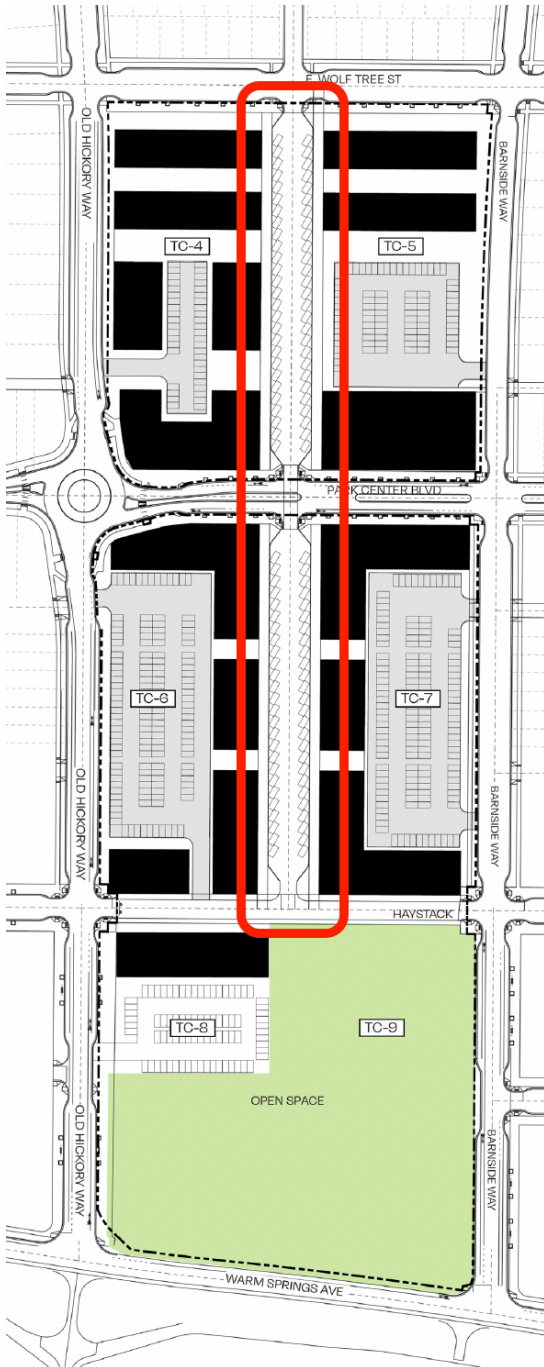 E. WOLF TREE ST
OLD HICKORY WAY
BARNSIDE WAY
TC-4
TC-5
PARK CENTER BLVD
TC-6
TC-7
OLD HICKORY WAY
BARNSIDE WAY
HAYSTACK
TC-8
TC-9
OPEN SPACE
OLD HICKORY WAY
BARNSIDE WAY
WARM SPRINGS AVE